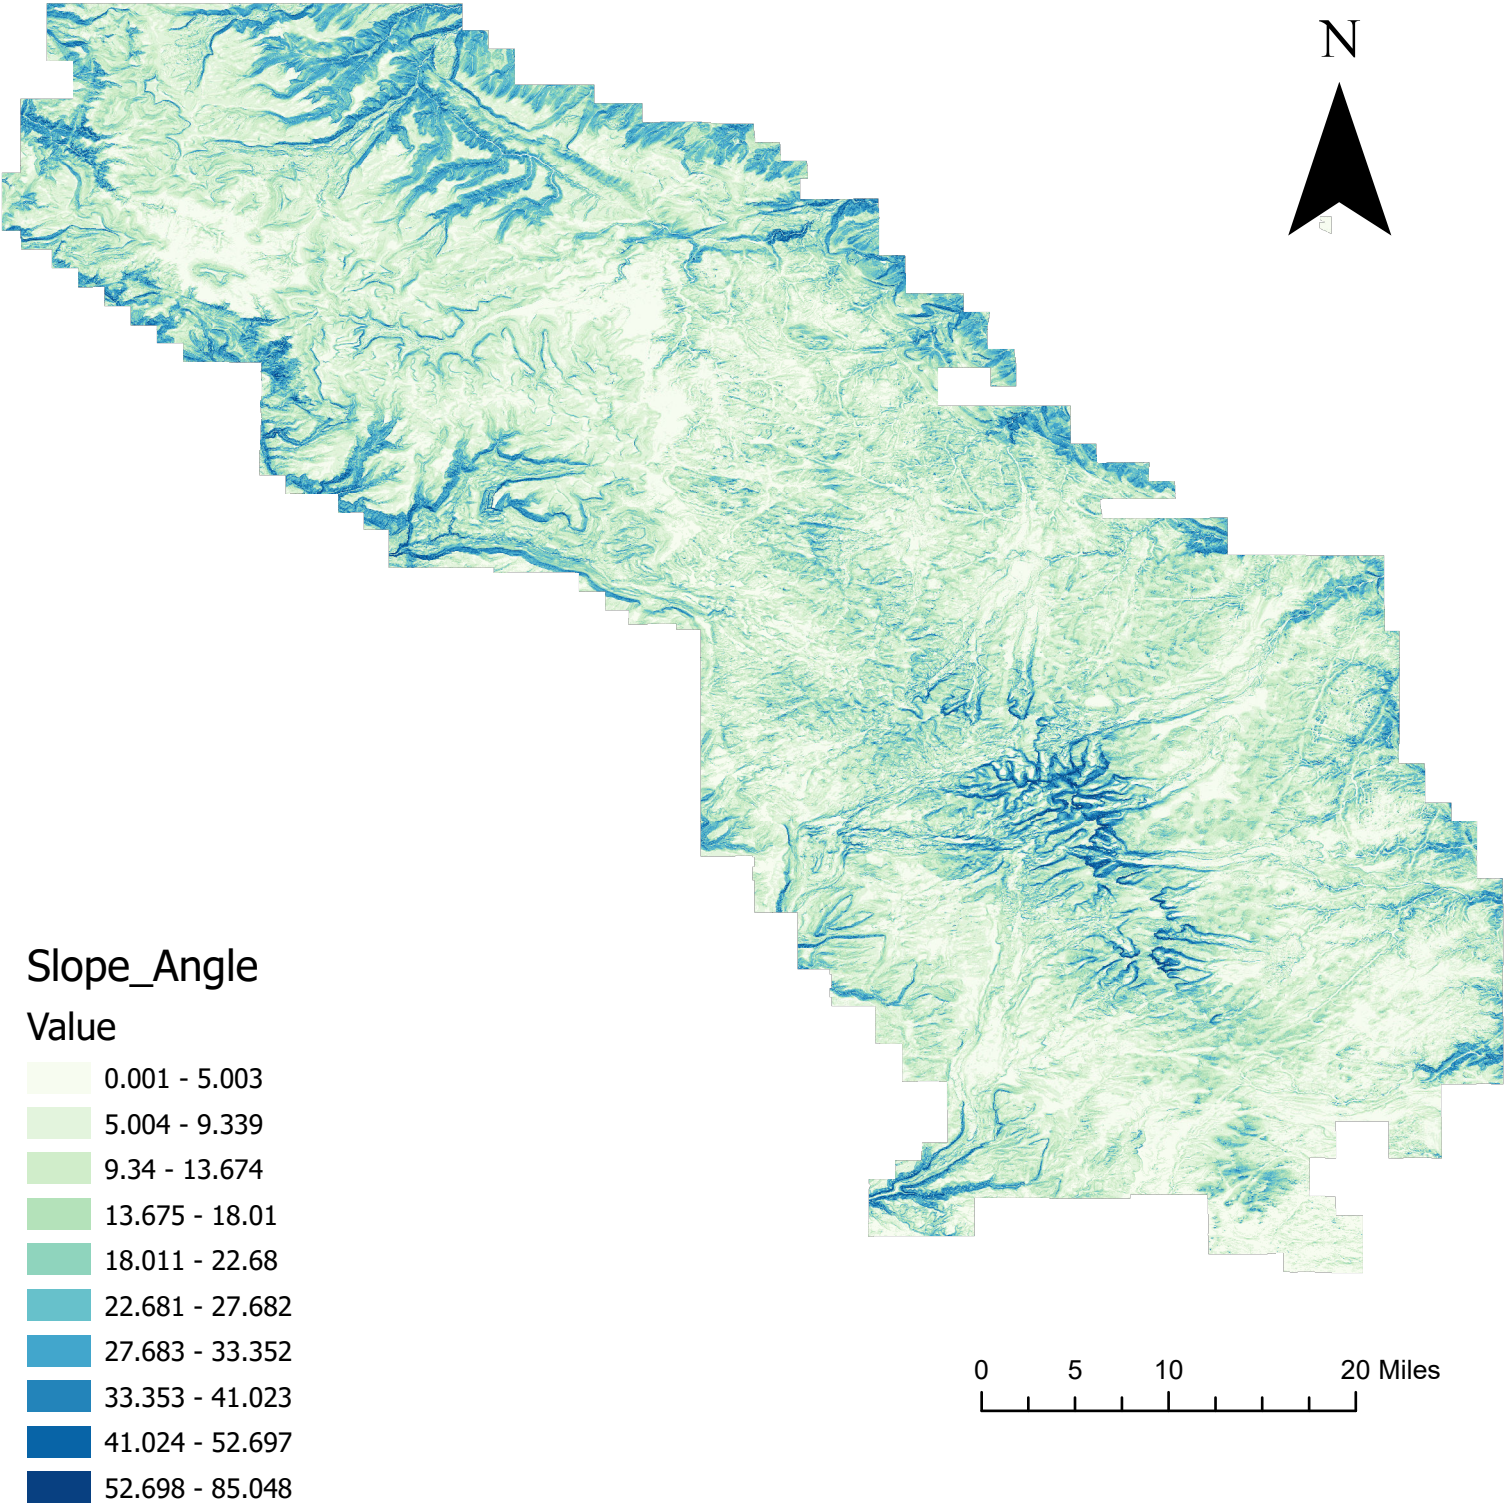 N
Slope_Angle
Value
0.001 - 5.003
5.004 - 9.339
9.34 - 13.674
13.675 - 18.01
18.011 - 22.68
22.681 - 27.682
27.683 - 33.352
33.353 - 41.023
41.024 - 52.697
52.698 - 85.048
0 5 10 20 Miles